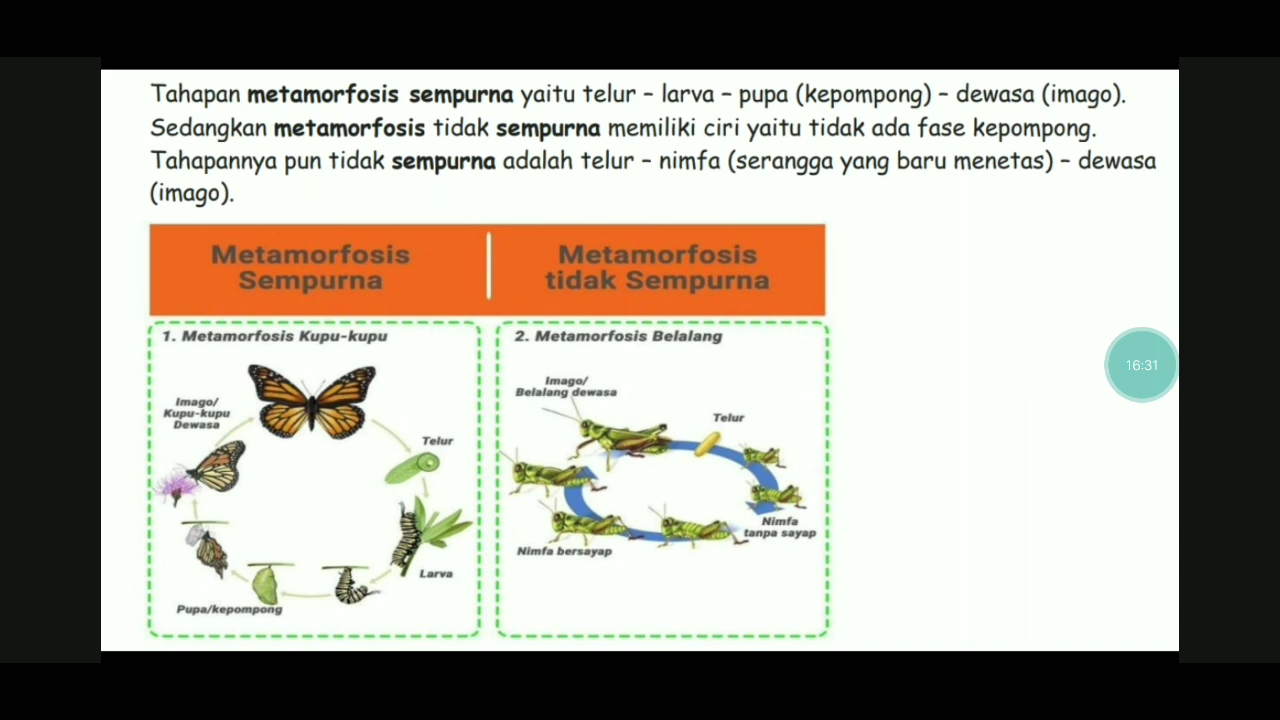 Tahapan metamorfosis sempurna yaitu telur – larva – pupa (kepompong) – dewasa (imago).
Sedangkan metamorfosis tidak sempurna memiliki ciri yaitu tidak ada fase kepompong.
Tahapannya pun tidak sempurna adalah telur – nimfa (serangga yang baru menetas) – dewasa
(imago).
Metamorfosis
Sempurna
Metamorfosis
tidak Sempurna
1. Metamorfosis Kupu-kupu
Imago/
Kupu-kupu
Dewasa
Telur
Larva
Pupa/kepompong
2. Metamorfosis Belalang
Imago/
Belalang dewasa
Telur
Nimfa
tanpa sayap
Nimfa bersayap
16:31